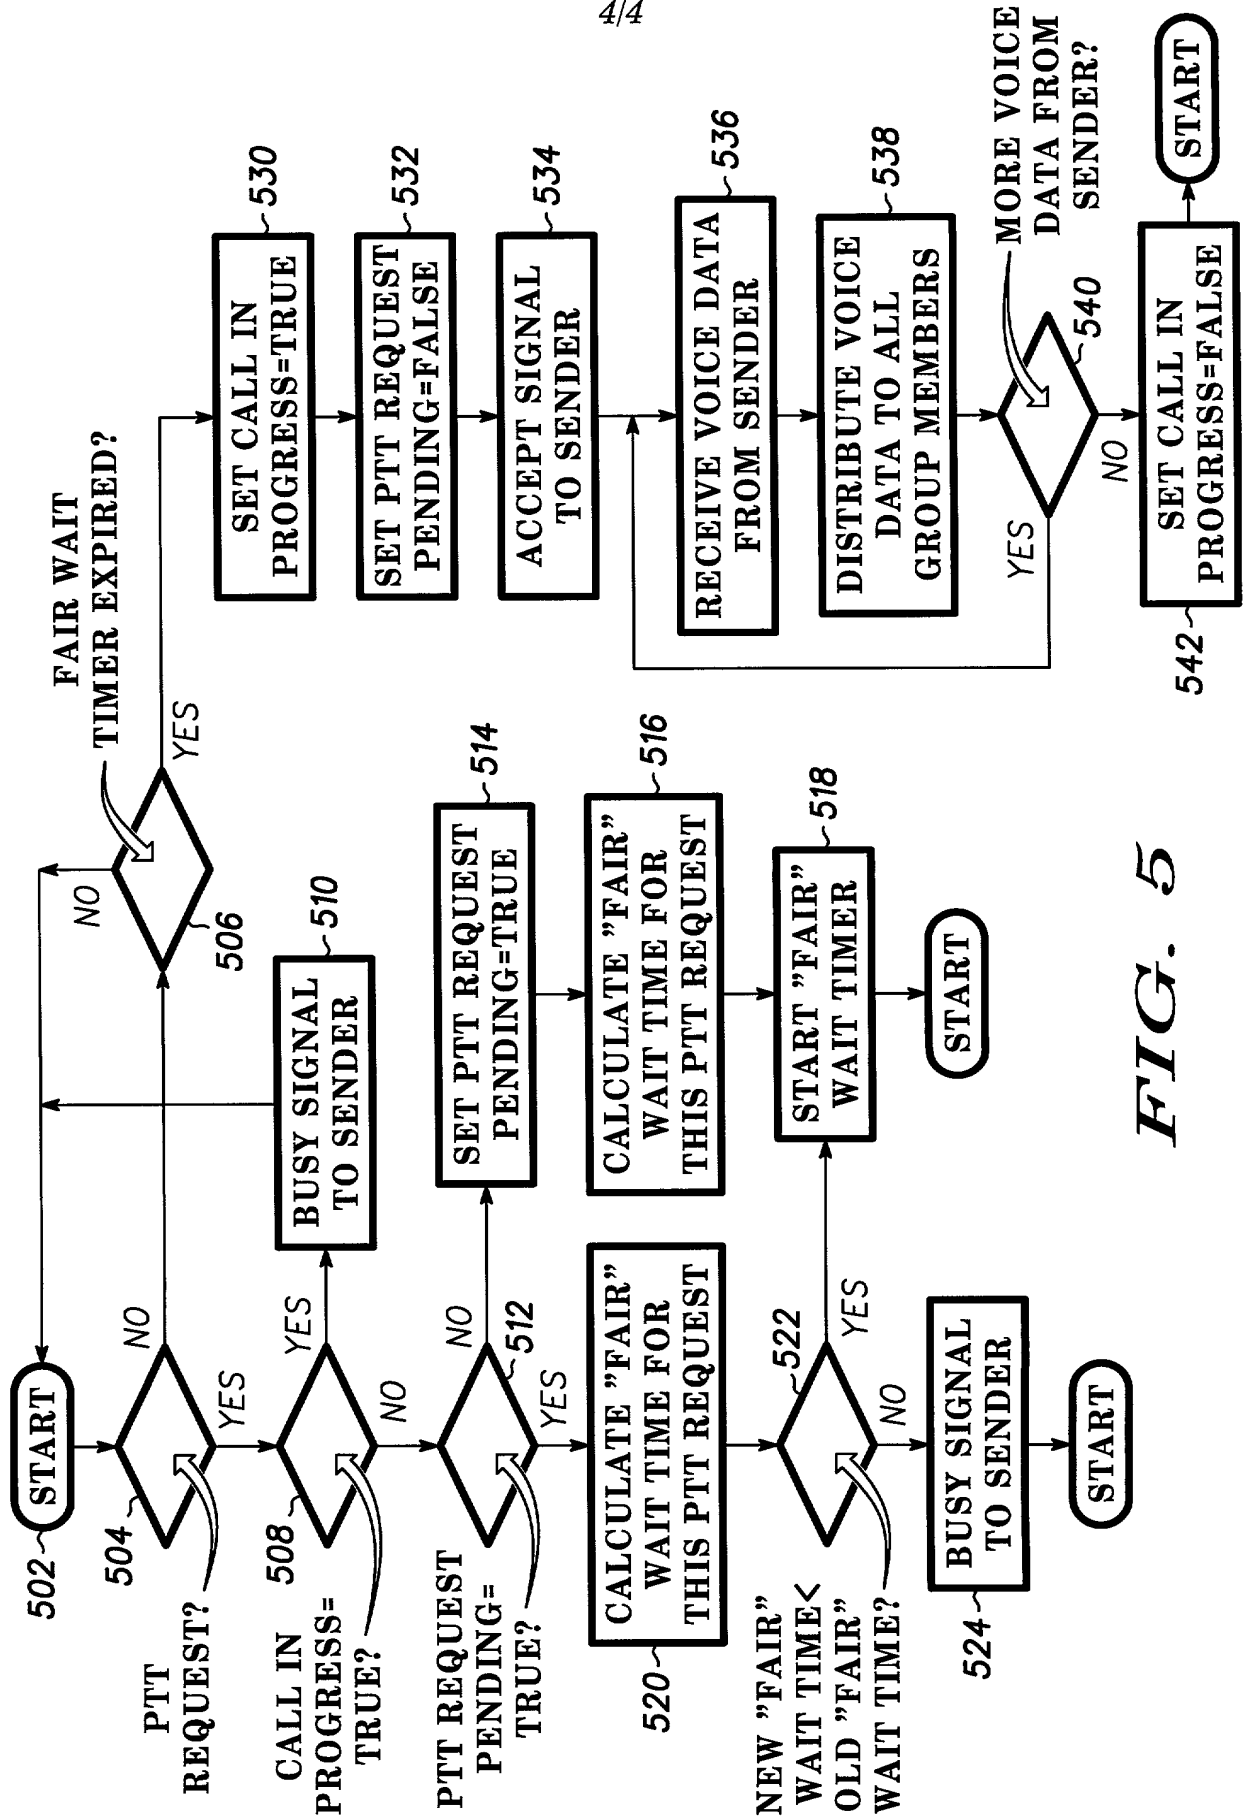 4/4
START
502
504
PTT
REQUEST?
NO
YES
FAIR WAIT
TIMER EXPIRED?
506
NO
YES
508
CALL IN
PROGRESS=
TRUE?
YES
NO
BUSY SIGNAL
TO SENDER
510
PTT REQUEST
PENDING=
TRUE?
512
NO
YES
SET PTT REQUEST
PENDING=TRUE
514
CALCULATE "FAIR"
WAIT TIME FOR
THIS PTT REQUEST
516
START "FAIR"
WAIT TIMER
518
START
CALCULATE "FAIR"
WAIT TIME FOR
THIS PTT REQUEST
520
522
NEW "FAIR"
WAIT TIME<
OLD "FAIR"
WAIT TIME?
YES
NO
BUSY SIGNAL
TO SENDER
524
START
SET CALL IN
PROGRESS=TRUE
530
SET PTT REQUEST
PENDING=FALSE
532
ACCEPT SIGNAL
TO SENDER
534
RECEIVE VOICE DATA
FROM SENDER
536
DISTRIBUTE VOICE
DATA TO ALL
GROUP MEMBERS
538
MORE VOICE
DATA FROM
SENDER?
540
YES
NO
SET CALL IN
PROGRESS=FALSE
542
START
FIG. 5